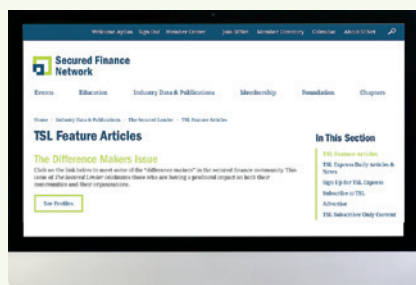 Welcome Ayflan Sign Out Member Center Join SFNet Member Directory Calendar About SFNet
Secured Finance
Network
Events Education Industry Data & Publications Membership Foundation Chapters
Home Industry Data & Publications The Secured Lender TSL Feature Articles
TSL Feature Articles
The Difference Makers Issue
Click on the link below to meet some of the "difference makers" in the secured finance community. This
issue of The Secured Lender celebrates those who are having a profound impact on both their
communities and their organizations.
See Profiles
In This Section
TSL Feature Articles
TSL Express Daily Articles &
News
Sign Up for TSL Express
Subscribe to TSL
Advertise
TSL Subscriber Only Content